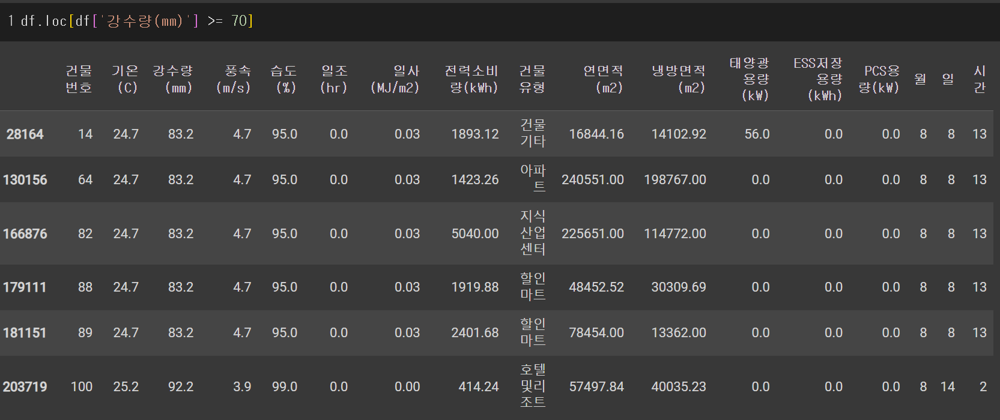 1 df.loc[df['강수량(mm)'] >= 70]
건물번호 기온(C) 강수량(mm) 풍속(m/s) 습도(%) 일조(hr) 일사(MJ/m2) 전력소비량(kWh) 건물유형 연면적(m2) 냉방면적(m2) 태양광용량(kW) ESS저장용량(kWh) PCS용량(kW) 월 일 시간
28164 14 24.7 83.2 4.7 95.0 0.0 0.03 1893.12 건물기타 16844.16 14102.92 56.0 0.0 0.0 8 8 13
130156 64 24.7 83.2 4.7 95.0 0.0 0.03 1423.26 아파트 240551.00 198767.00 0.0 0.0 0.0 8 8 13
166876 82 24.7 83.2 4.7 95.0 0.0 0.03 5040.00 지식산업센터 225651.00 114772.00 0.0 0.0 0.0 8 8 13
179111 88 24.7 83.2 4.7 95.0 0.0 0.03 1919.88 할인마트 48452.52 30309.69 0.0 0.0 0.0 8 8 13
181151 89 24.7 83.2 4.7 95.0 0.0 0.03 2401.68 할인마트 78454.00 13362.00 0.0 0.0 0.0 8 8 13
203719 100 25.2 92.2 3.9 99.0 0.0 0.00 414.24 호텔및리조트 57497.84 40035.23 0.0 0.0 0.0 8 14 2